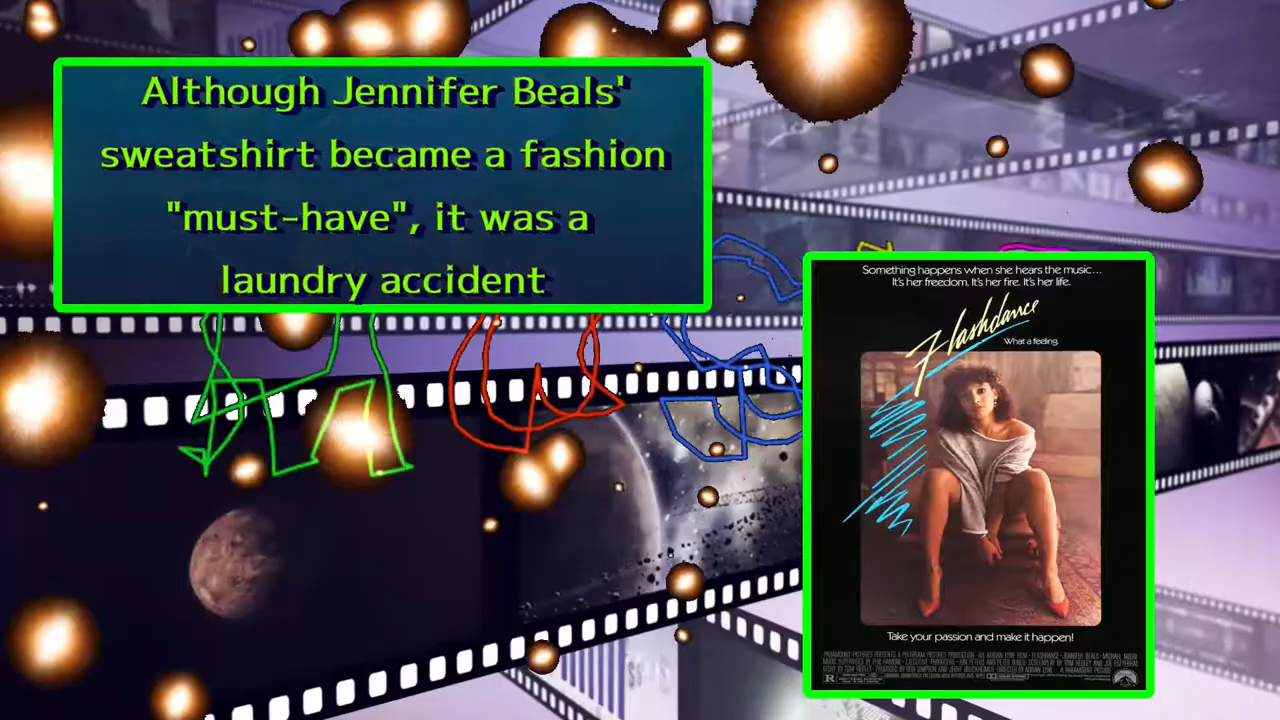 Although Jennifer Beals'
sweatshirt became a fashion
"must-have", it was a
laundry accident
Something happens when she hears the music...
It's her freedom. It's her fire. It's her life.
Flashdance
What a feeling.
Take your passion and make it happen!